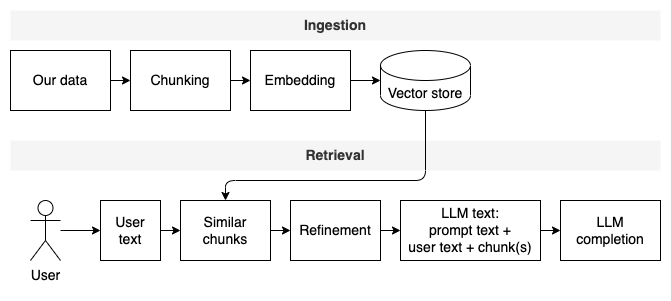 Ingestion
Our data
Chunking
Embedding
Vector store
Retrieval
User
User
text
Similar
chunks
Refinement
LLM text:
prompt text +
user text + chunk(s)
LLM
completion